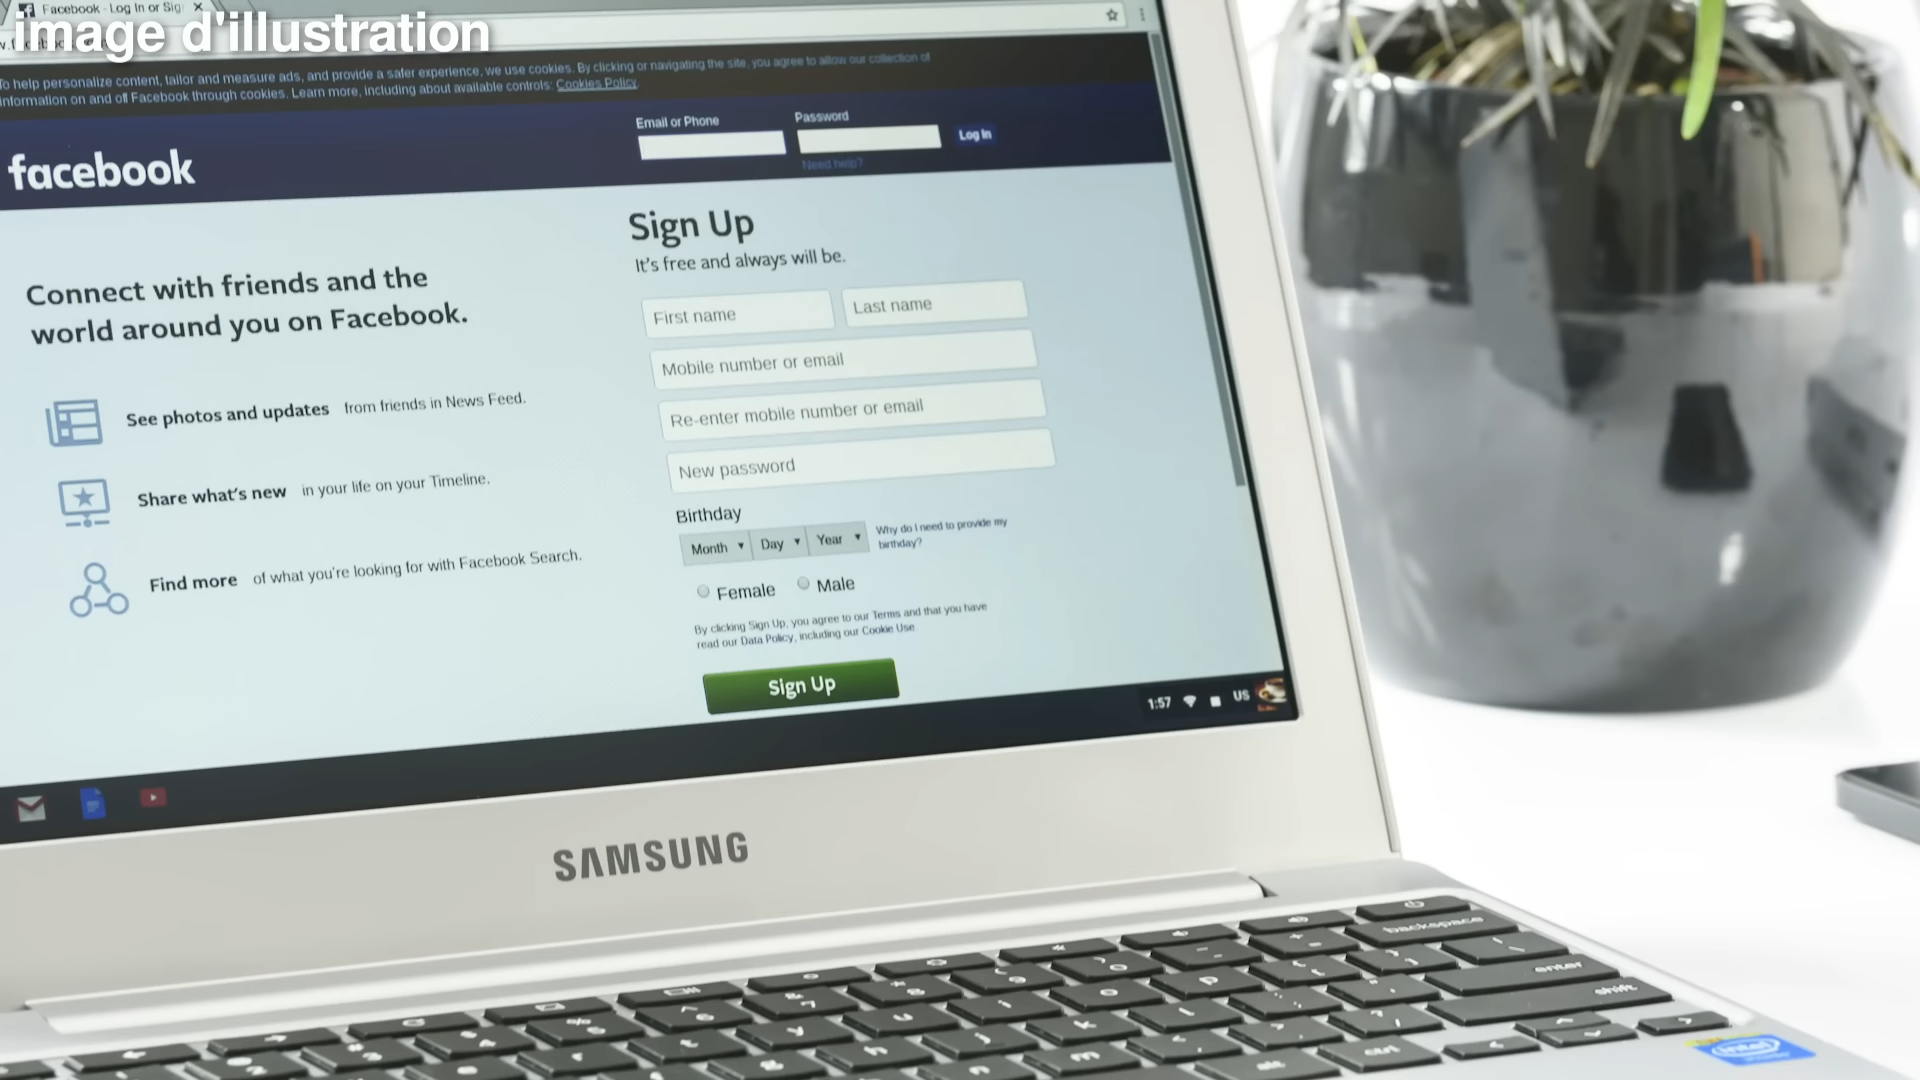 Facebook - Log In or Sig
image d'illustration
To help personalize content, tailor and measure ads, and provide a safer experience, we use cookies. By clicking or navigating the site, you agree to allow our collection of
information on and off Facebook through cookies. Learn more, including about available controls: Cookies Policy.
facebook
Email or Phone
Password
Log In
Need help?
Sign Up
It's free and always will be.
Connect with friends and the
world around you on Facebook.
First name
Last name
Mobile number or email
Re-enter mobile number or email
New password
See photos and updates from friends in News Feed.
Share what's new in your life on your Timeline.
Find more of what you're looking for with Facebook Search.
Birthday
Month Day Year
Why do I need to provide my
birthday?
Female Male
By clicking Sign Up, you agree to our Terms and that you have
read our Data Policy, including our Cookie Use
Sign Up
1:57
US
SAMSUNG
backspace
enter
shift
alt
ctrl
intel